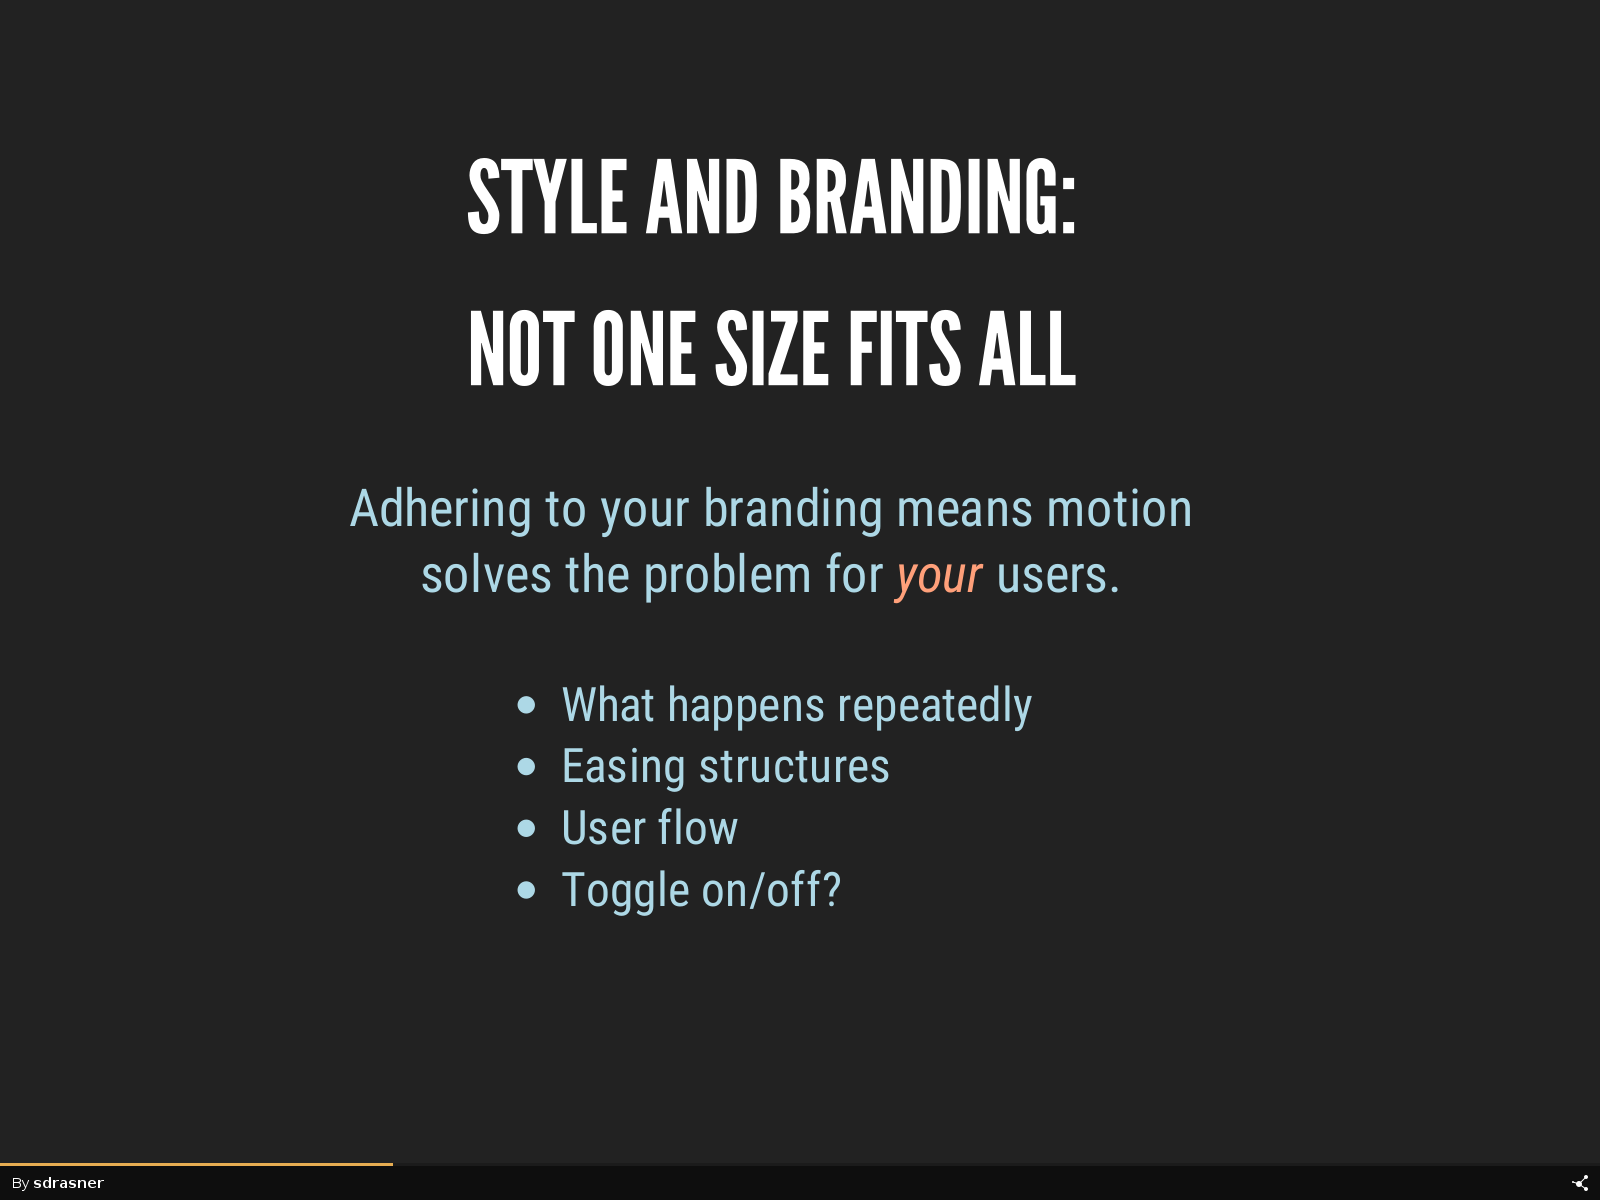 STYLE AND BRANDING:
NOT ONE SIZE FITS ALL
Adhering to your branding means motion
solves the problem for your users.
• What happens repeatedly
• Easing structures
• User flow
• Toggle on/off?
By sdrasner